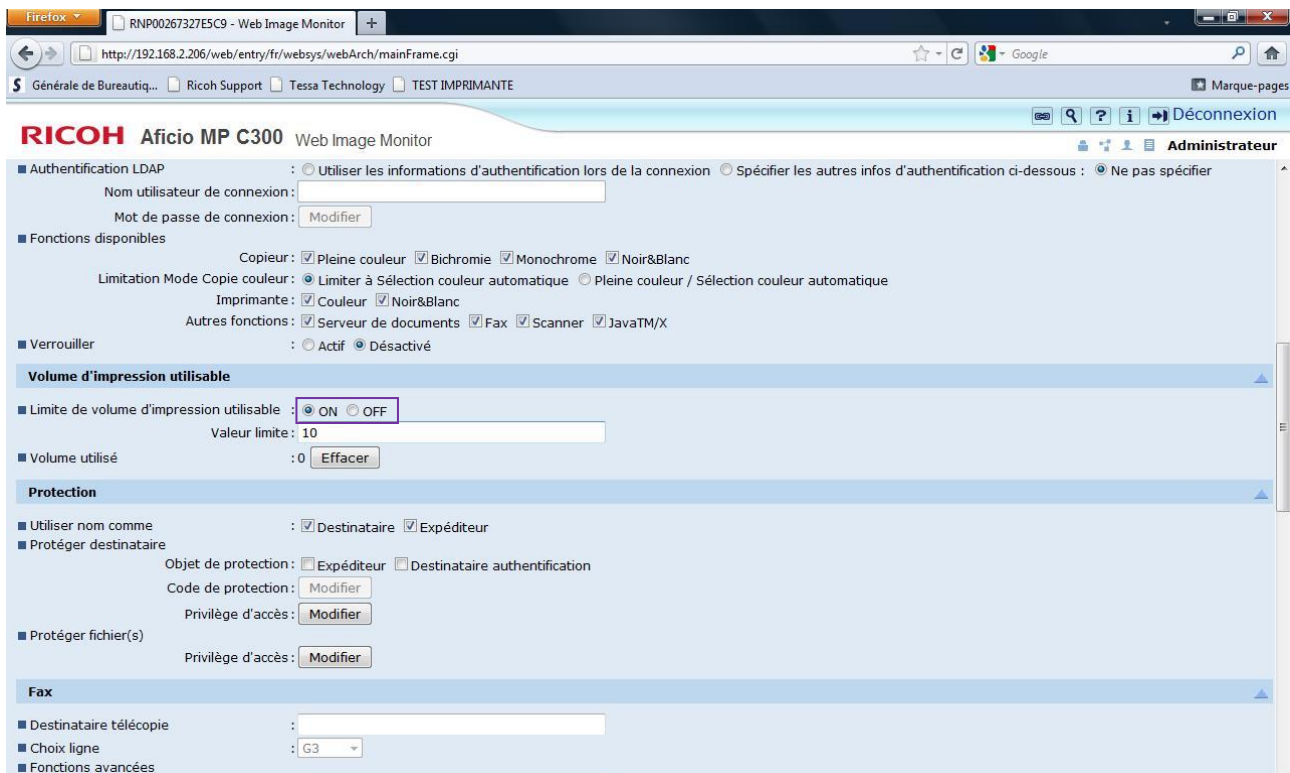 Firefox
RNP00267327E5C9 - Web Image Monitor +
http://192.168.2.206/web/entry/fr/websys/webArch/mainFrame.cgi Google
S Générale de Bureautiq... Ricoh Support Tessa Technology TEST IMPRIMANTE Marque-pages
? i Déconnexion
RICOH Aficio MP C300 Web Image Monitor
Administrateur
Authentification LDAP : Utiliser les informations d'authentification lors de la connexion Spécifier les autres infos d'authentification ci-dessous : Ne pas spécifier
Nom utilisateur de connexion :
Mot de passe de connexion : Modifier
Fonctions disponibles
Copieur : Pleine couleur Bichromie Monochrome Noir&Blanc
Limitation Mode Copie couleur : Limiter à Sélection couleur automatique Pleine couleur / Sélection couleur automatique
Imprimante : Couleur Noir&Blanc
Autres fonctions : Serveur de documents Fax Scanner JavaTM/X
Verrouiller : Actif Désactivé
Volume d'impression utilisable
Limite de volume d'impression utilisable : ON OFF
Valeur limite : 10
Volume utilisé :0 Effacer
Protection
Utiliser nom comme : Destinataire Expéditeur
Protéger destinataire
Objet de protection : Expéditeur Destinataire authentification
Code de protection : Modifier
Privilège d'accès : Modifier
Protéger fichier(s)
Privilège d'accès : Modifier
Fax
Destinataire télécopie :
Choix ligne : G3
Fonctions avancées